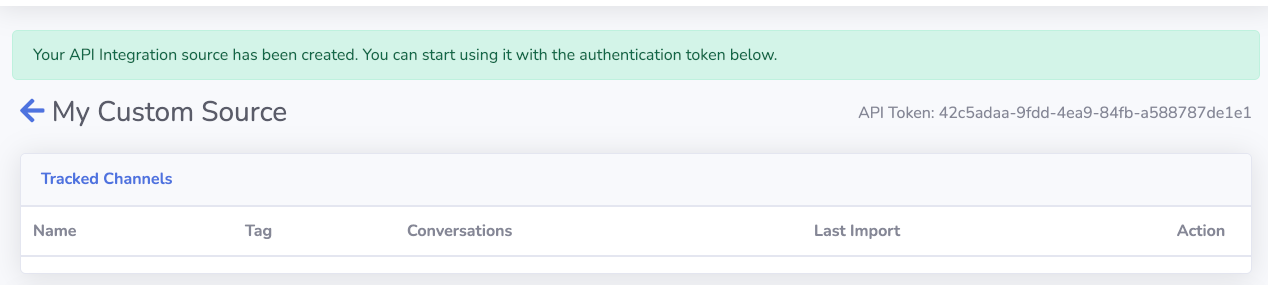 Your API Integration source has been created. You can start using it with the authentication token below.
My Custom Source
API Token: 42c5adaa-9fdd-4ea9-84fb-a588787de1e1
Tracked Channels
Name Tag Conversations Last Import Action